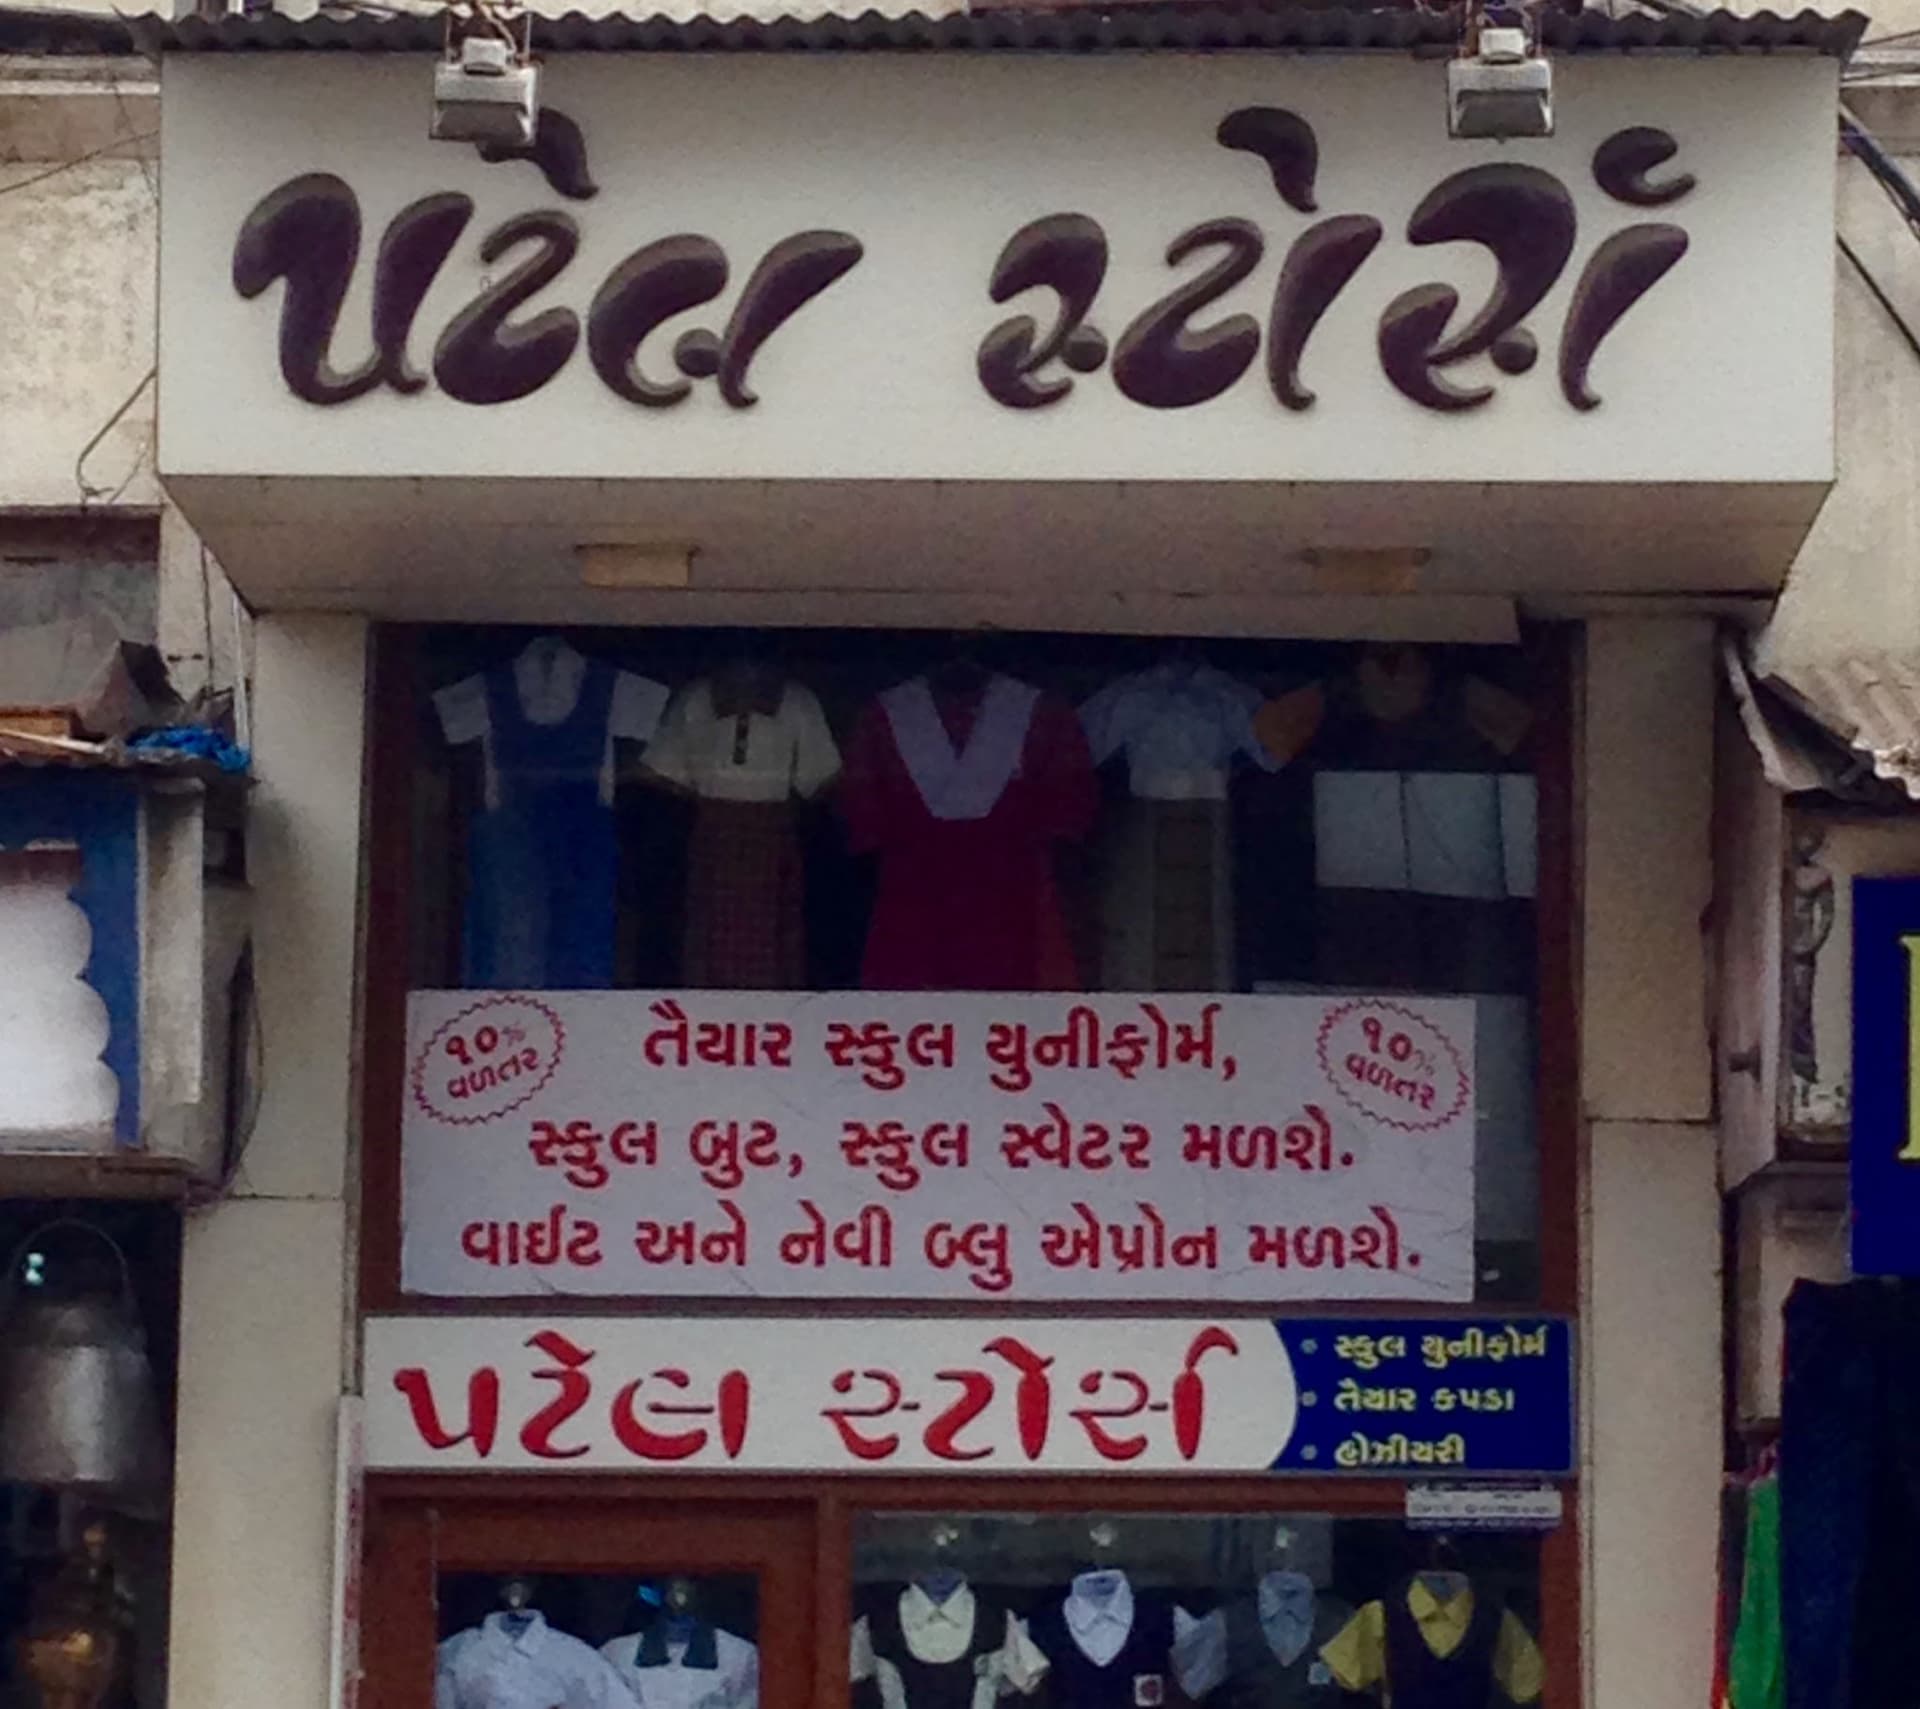 પટેલ સ્ટોર્સ
૧૦%
વળતર
તૈયાર સ્કુલ યુનીફોર્મ,
૧૦%
વળતર
સ્કુલ બુટ, સ્કુલ સ્વેટર મળશે.
વાઈટ અને નેવી બ્લુ એપ્રોન મળશે.
પટેલ સ્ટોર્સ
• સ્કુલ યુનીફોર્મ
• તૈયાર કપડા
• હોઝીયરી